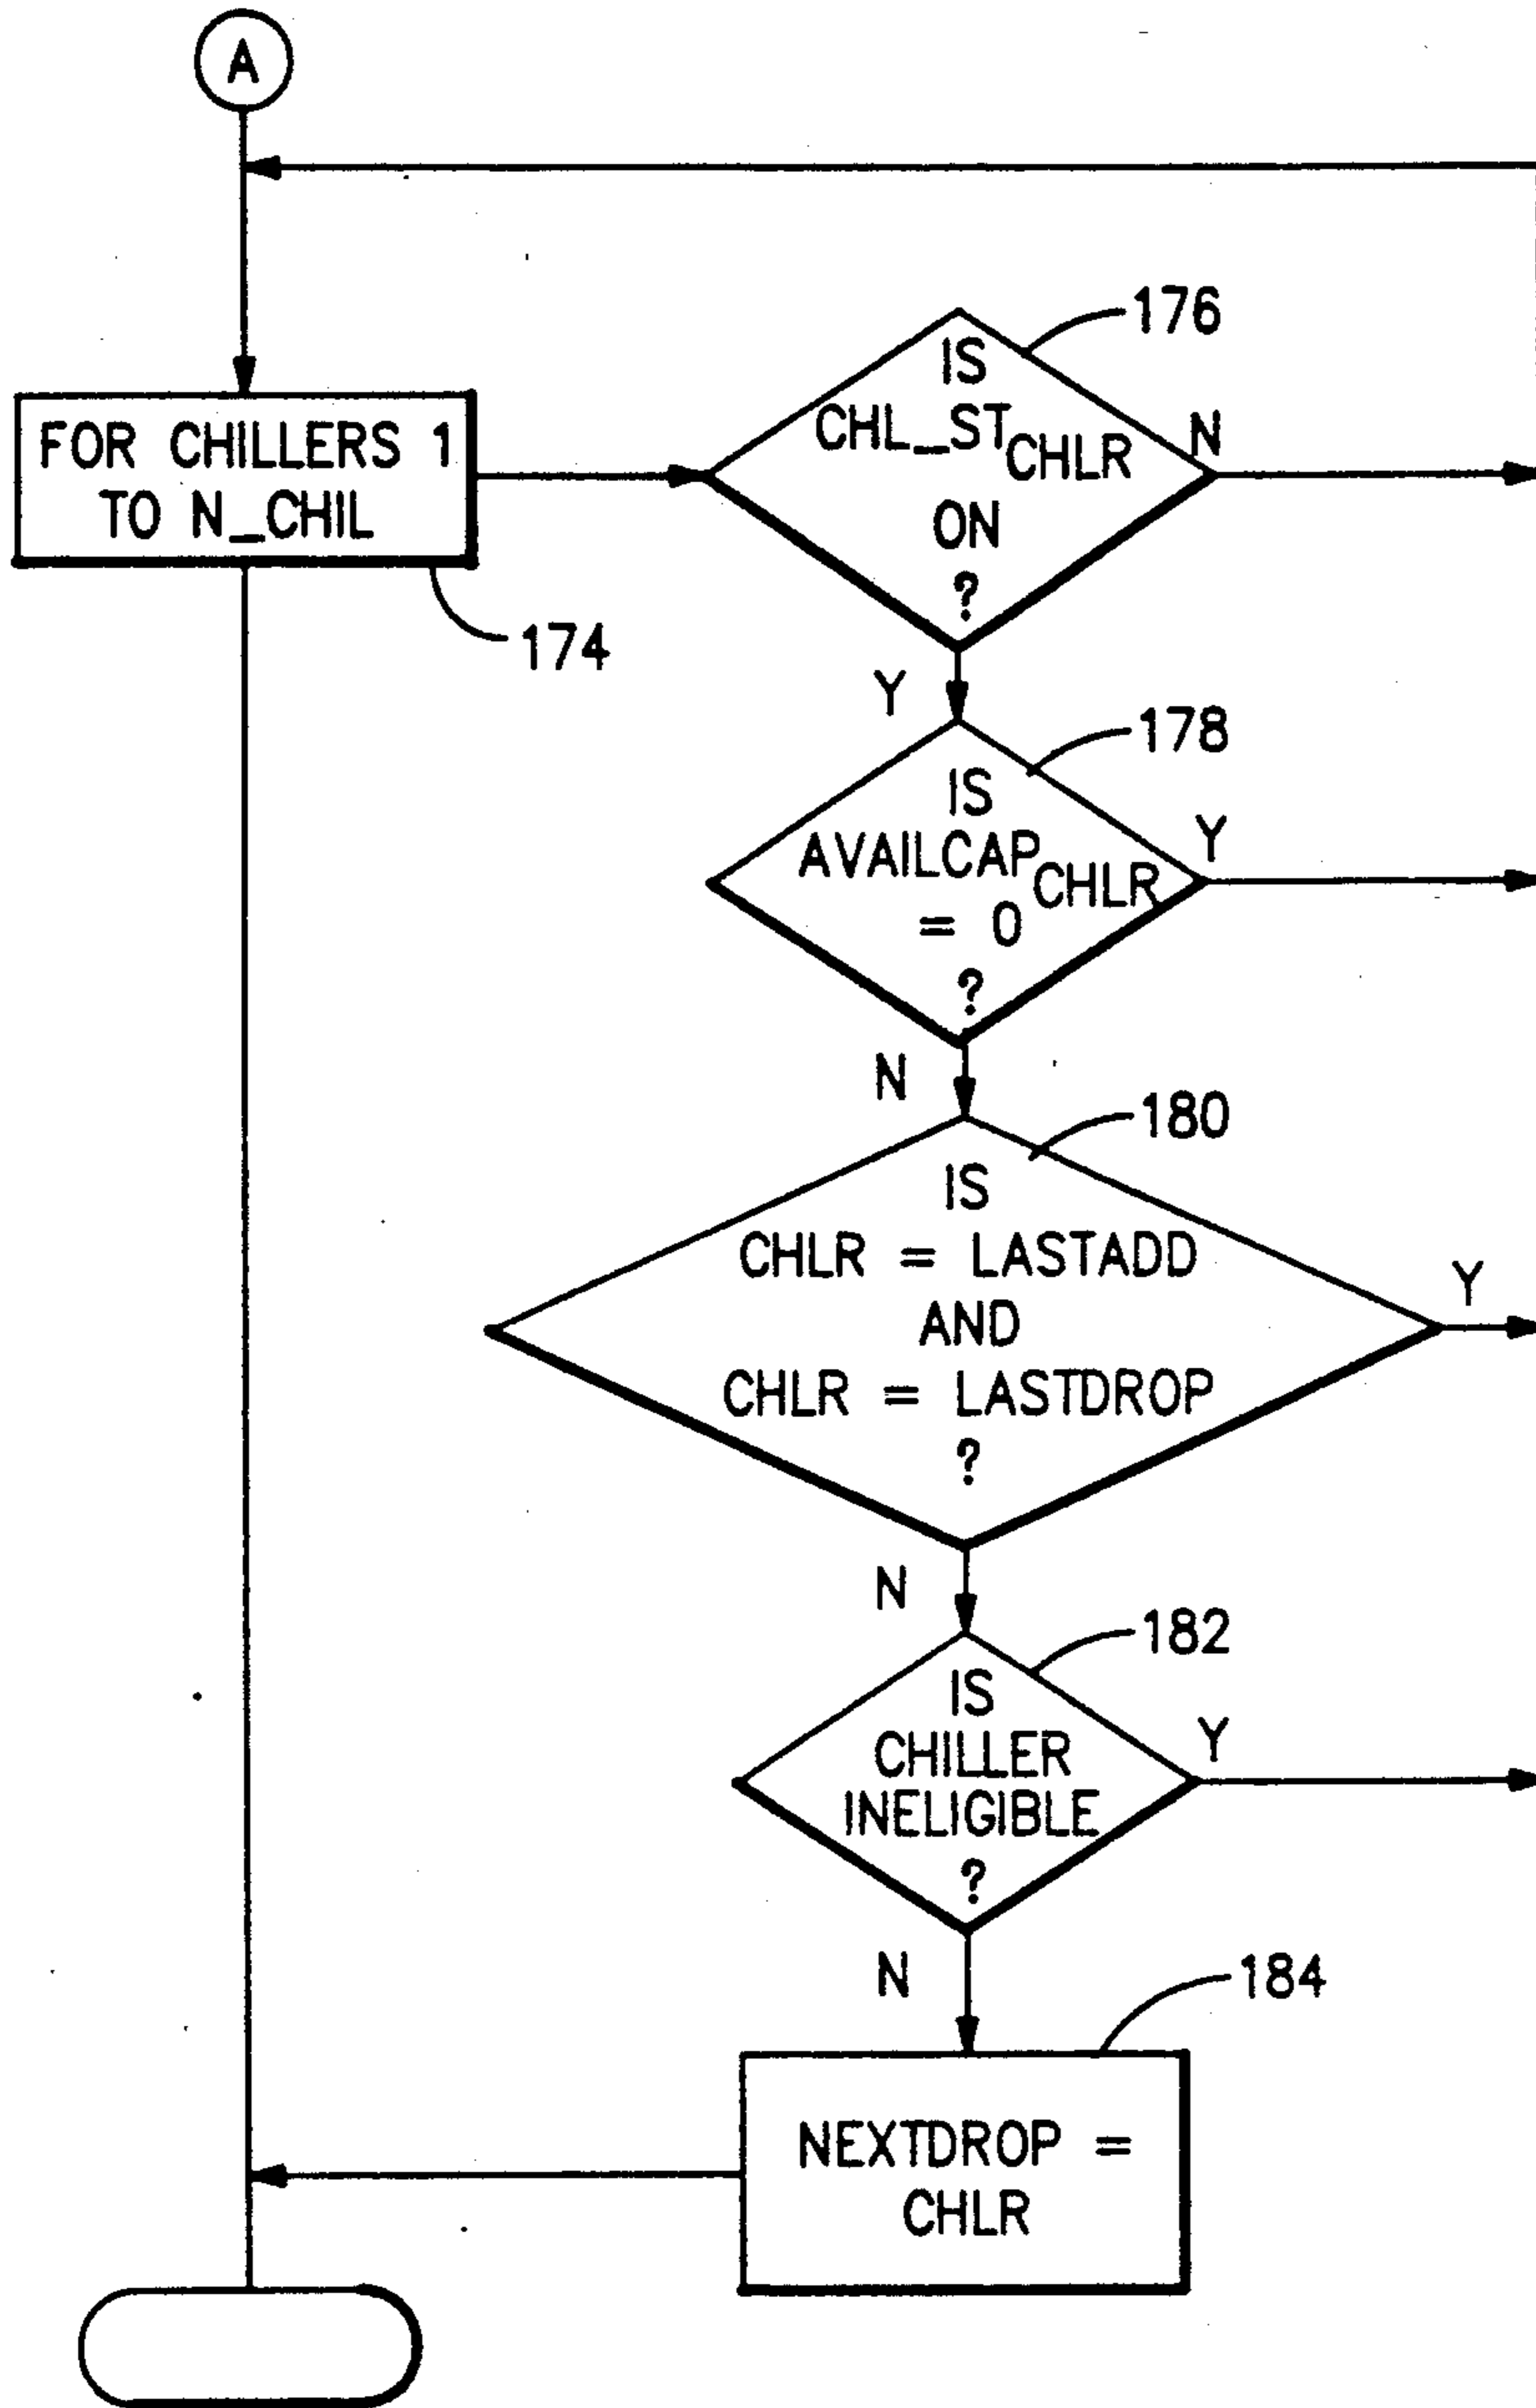 A
FOR CHILLERS 1
TO N_CHIL
174
IS
CHL_ST CHLR
ON
?
176
N
Y
IS
AVAILCAP CHLR
= 0
?
178
Y
N
IS
CHLR = LASTADD
AND
CHLR = LASTDROP
?
180
Y
N
IS
CHILLER
INELIGIBLE
?
182
Y
N
NEXTDROP =
CHLR
184